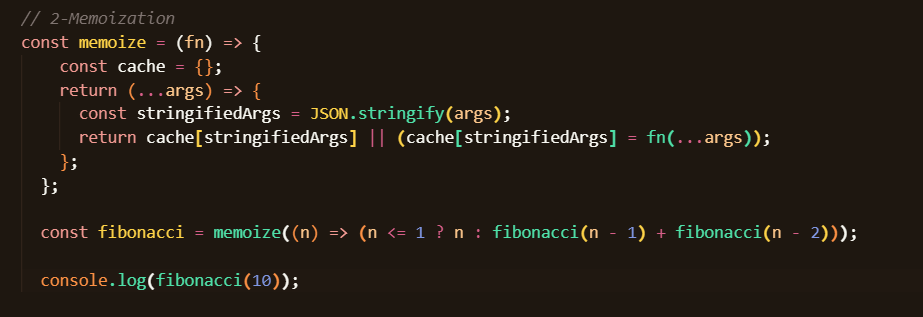 // 2-Memoization
const memoize = (fn) => {
const cache = {};
return (...args) => {
const stringifiedArgs = JSON.stringify(args);
return cache[stringifiedArgs] || (cache[stringifiedArgs] = fn(...args));
};
};
const fibonacci = memoize((n) => (n <= 1 ? n : fibonacci(n - 1) + fibonacci(n - 2)));
console.log(fibonacci(10));